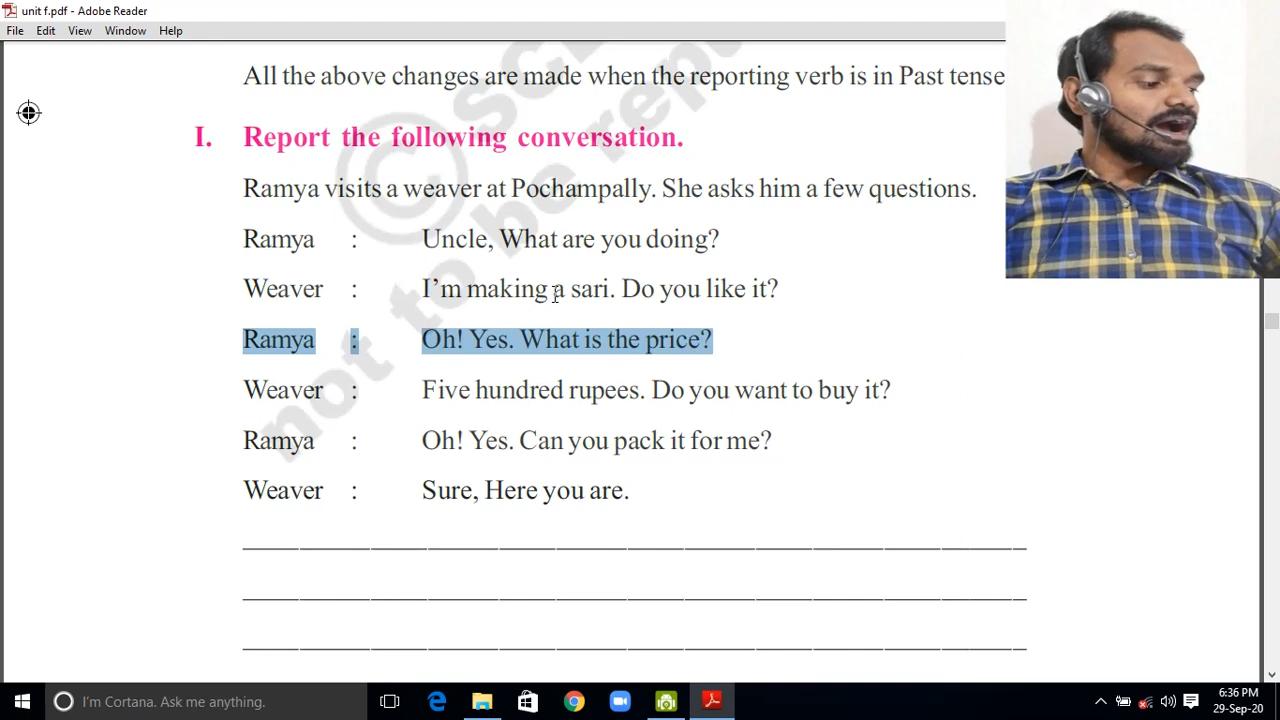 unit f.pdf - Adobe Reader
File Edit View Window Help
All the above changes are made when the reporting verb is in Past tense
I. Report the following conversation.
Ramya visits a weaver at Pochampally. She asks him a few questions.
Ramya : Uncle, What are you doing?
Weaver : I'm making a sari. Do you like it?
Ramya : Oh! Yes. What is the price?
Weaver : Five hundred rupees. Do you want to buy it?
Ramya : Oh! Yes. Can you pack it for me?
Weaver : Sure, Here you are.
not to be
I'm Cortana. Ask me anything.
6:36 PM
29-Sep-20